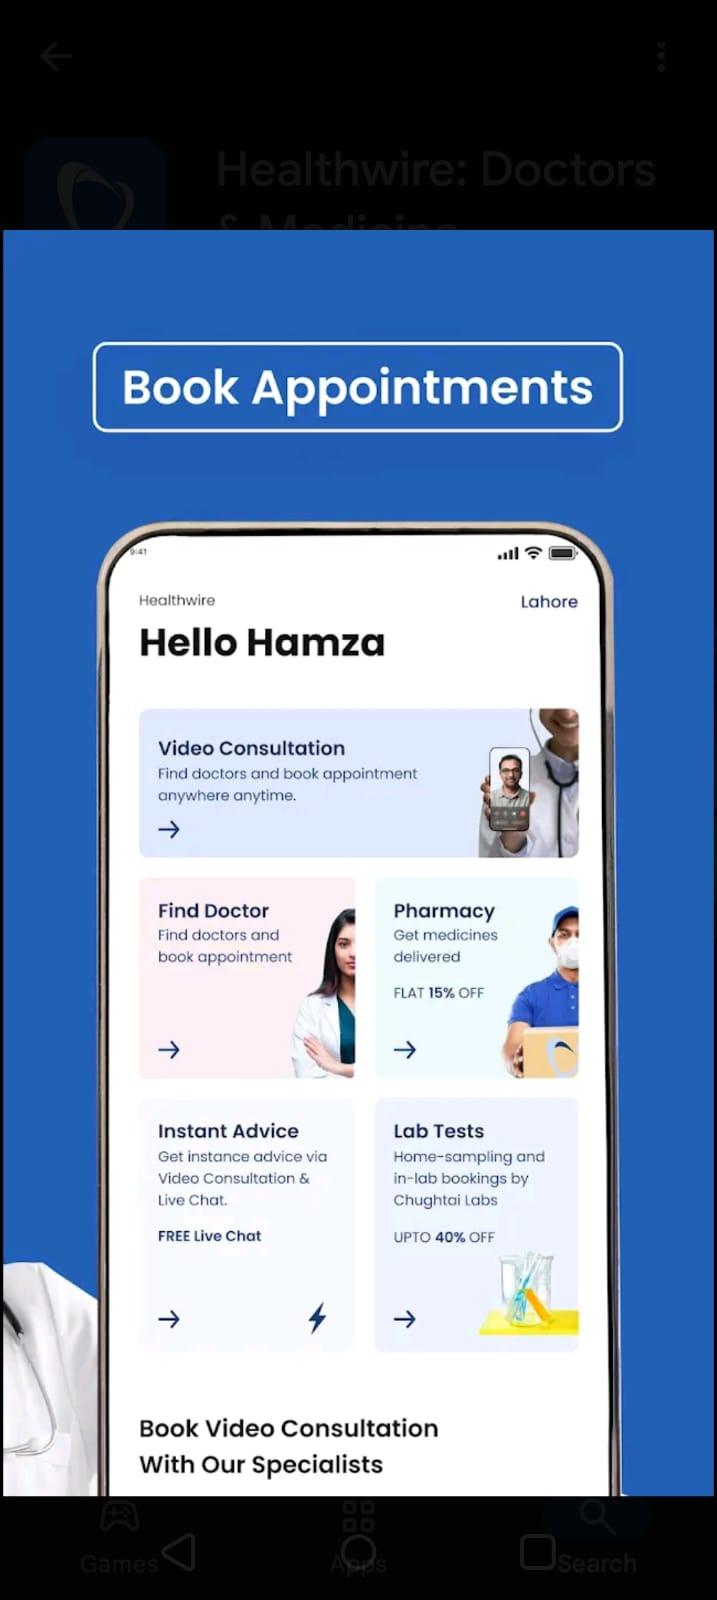 Healthwire: Doctors
& Medicine
Book Appointments
9:41
Healthwire
Lahore
Hello Hamza
Video Consultation
Find doctors and book appointment
anywhere anytime.
Find Doctor
Find doctors and
book appointment
Pharmacy
Get medicines
delivered
FLAT 15% OFF
Instant Advice
Get instance advice via
Video Consultation &
Live Chat.
FREE Live Chat
Lab Tests
Home-sampling and
in-lab bookings by
Chughtai Labs
UPTO 40% OFF
Book Video Consultation
With Our Specialists
Games
Apps
Search